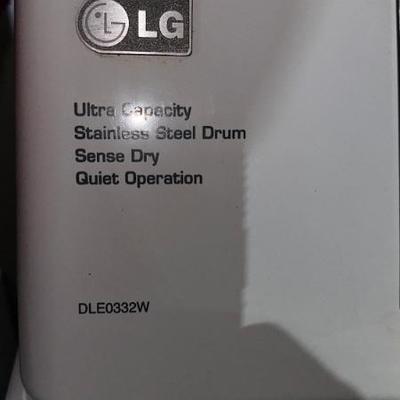 LG
Ultra Capacity
Stainless Steel Drum
Sense Dry
Quiet Operation
DLE0332W